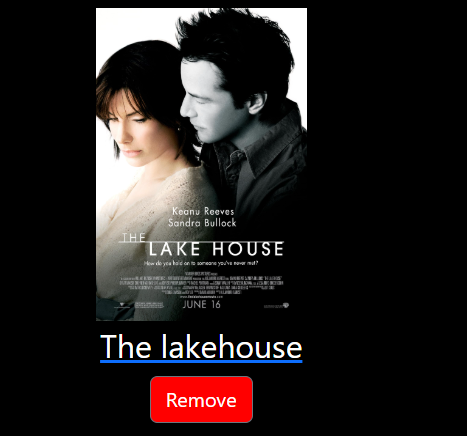 Keanu Reeves
Sandra Bullock
THE
LAKE HOUSE
How do you hold on to someone you've never met?
JUNE 16
The lakehouse
Remove